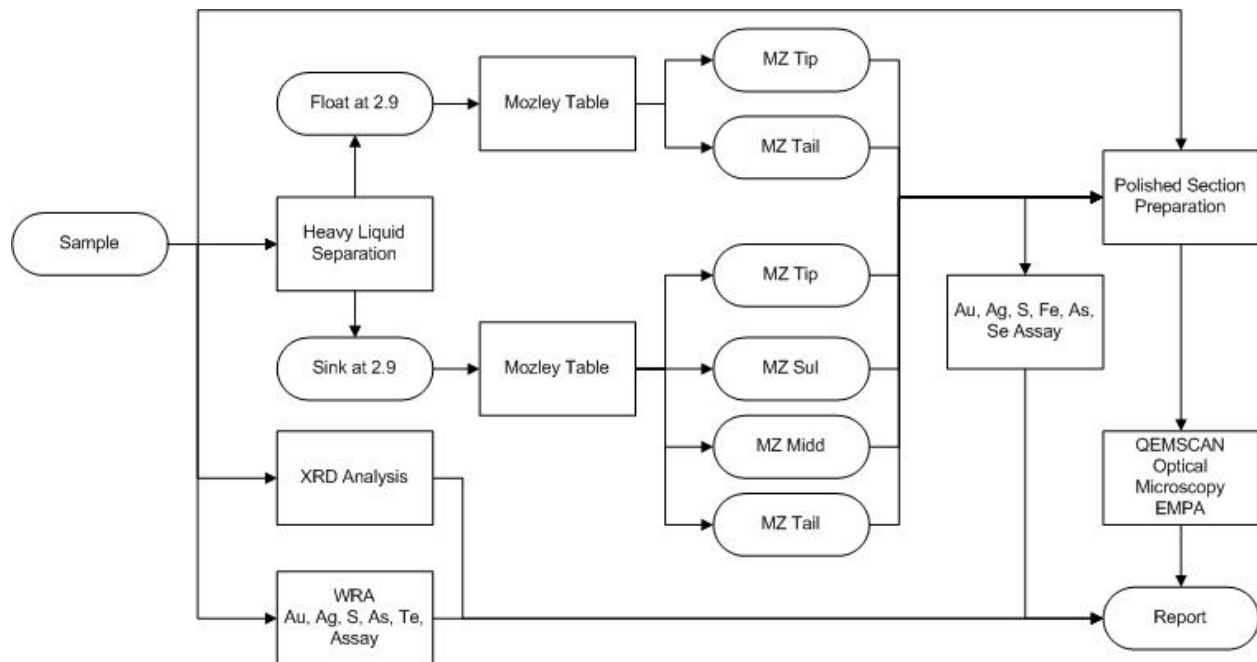 Sample
Float at 2.9
Heavy Liquid
Separation
Sink at 2.9
XRD Analysis
WRA
Au, Ag, S, As, Te,
Assay
Mozley Table
Mozley Table
MZ Tip
MZ Tail
MZ Tip
MZ Sul
MZ Midd
MZ Tail
Au, Ag, S, Fe, As,
Se Assay
Polished Section
Preparation
QEMSCAN
Optical
Microscopy
EMPA
Report